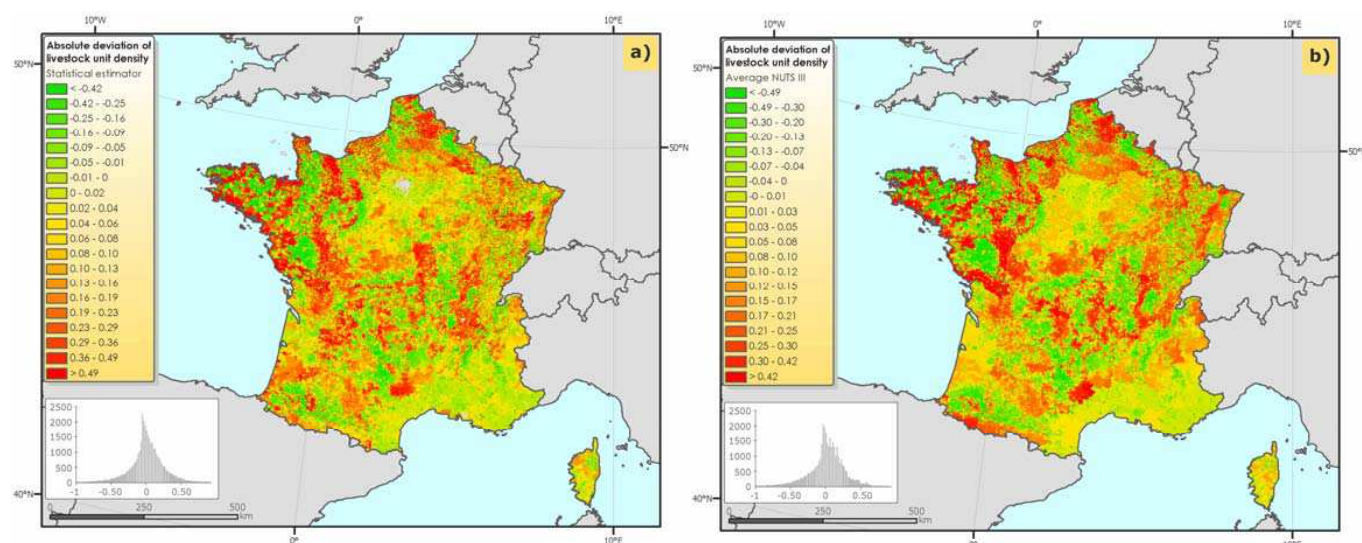 10°W
0°
10°E
50°N
50°N
40°N
0°
10°E
a)
Absolute deviation of
livestock unit density
Statistical estimator
< -0.42
-0.42 - -0.25
-0.25 - -0.16
-0.16 - -0.09
-0.09 - -0.05
-0.05 - -0.01
-0.01 - 0
0 - 0.02
0.02 - 0.04
0.04 - 0.06
0.06 - 0.08
0.08 - 0.10
0.10 - 0.13
0.13 - 0.16
0.16 - 0.19
0.19 - 0.23
0.23 - 0.29
0.29 - 0.36
0.36 - 0.49
> 0.49
2500
2000
1500
1000
500
0
-1 -0.50 0 0.50
0 250 500
km
10°W
0°
10°E
50°N
50°N
40°N
0°
10°E
b)
Absolute deviation of
livestock unit density
Average NUTS III
< -0.49
-0.49 - -0.30
-0.30 - -0.20
-0.20 - -0.13
-0.13 - -0.07
-0.07 - -0.04
-0.04 - 0
-0 - 0.01
0.01 - 0.03
0.03 - 0.05
0.05 - 0.08
0.08 - 0.10
0.10 - 0.12
0.12 - 0.15
0.15 - 0.17
0.17 - 0.21
0.21 - 0.25
0.25 - 0.30
0.30 - 0.42
> 0.42
2500
2000
1500
1000
500
0
-1 -0.50 0 0.50
0 250 500
km